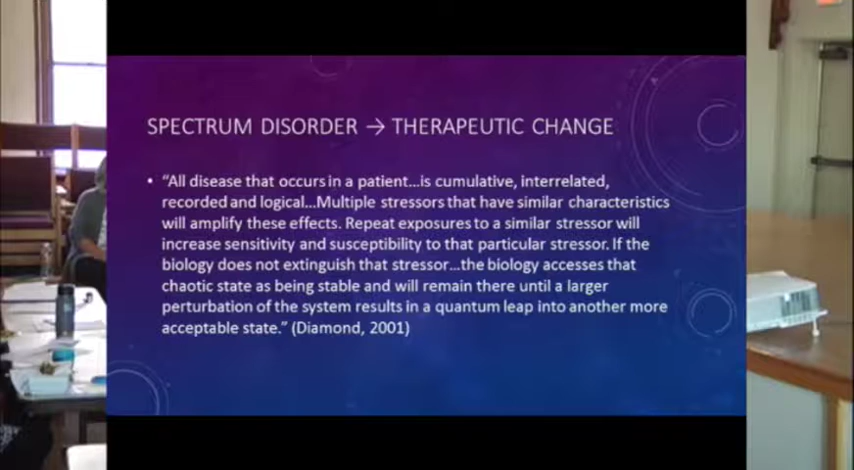 SPECTRUM DISORDER → THERAPEUTIC CHANGE
• “All disease that occurs in a patient...is cumulative, interrelated,
recorded and logical...Multiple stressors that have similar characteristics
will amplify these effects. Repeat exposures to a similar stressor will
increase sensitivity and susceptibility to that particular stressor. If the
biology does not extinguish that stressor...the biology accesses that
chaotic state as being stable and will remain there until a larger
perturbation of the system results in a quantum leap into another more
acceptable state.” (Diamond, 2001)